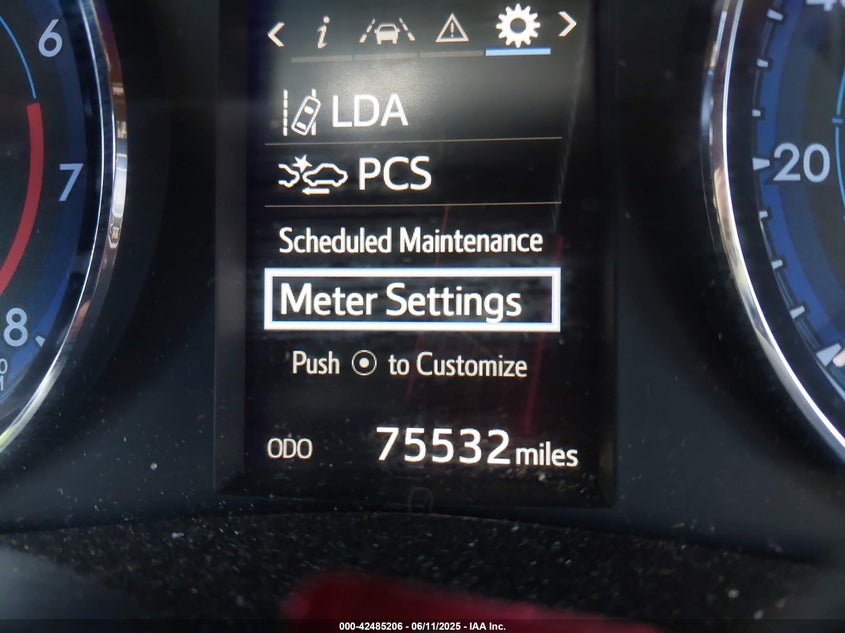 6
7
8
i
LDA
PCS
Scheduled Maintenance
Meter Settings
Push to Customize
ODO 75532 miles
20
000-42485206 - 06/11/2025 - IAA Inc.